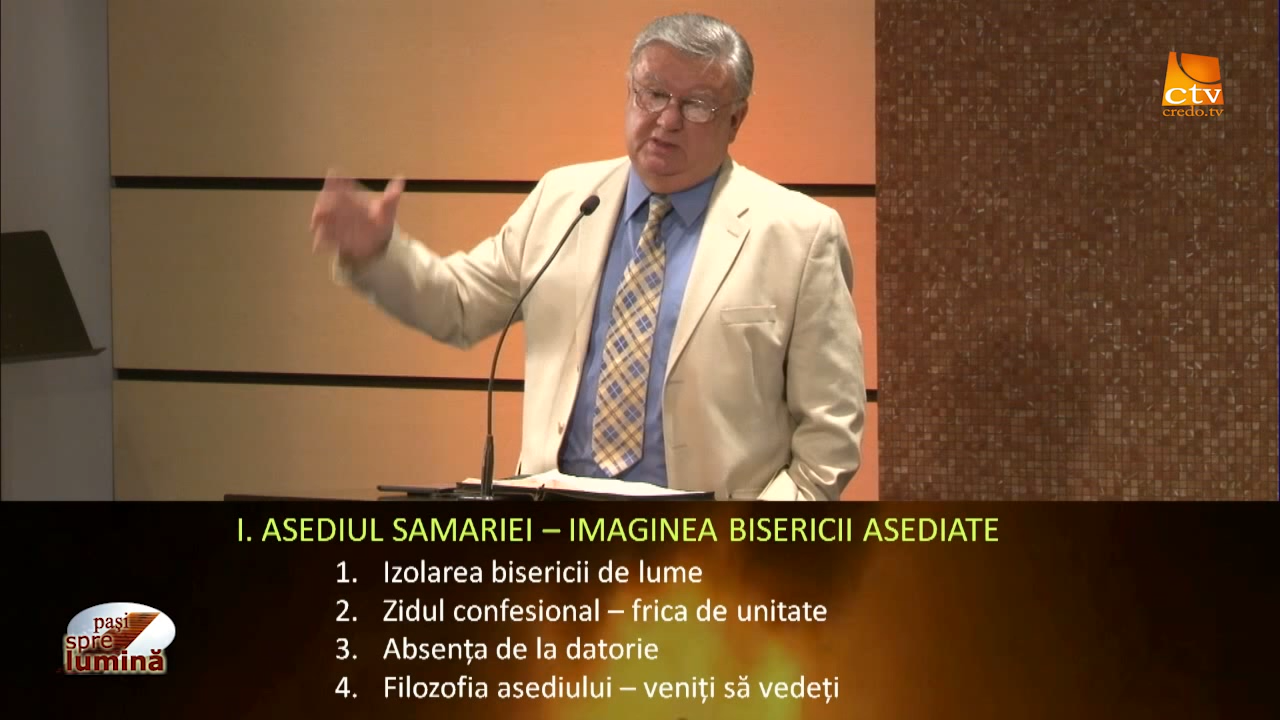 ctv
credo.tv
I. ASEDIUL SAMARIEI – IMAGINEA BISERICII ASEDIATE
1. Izolarea bisericii de lume
2. Zidul confesional – frica de unitate
3. Absența de la datorie
4. Filozofia asediului – veniți să vedeți
pași
spre
lumină